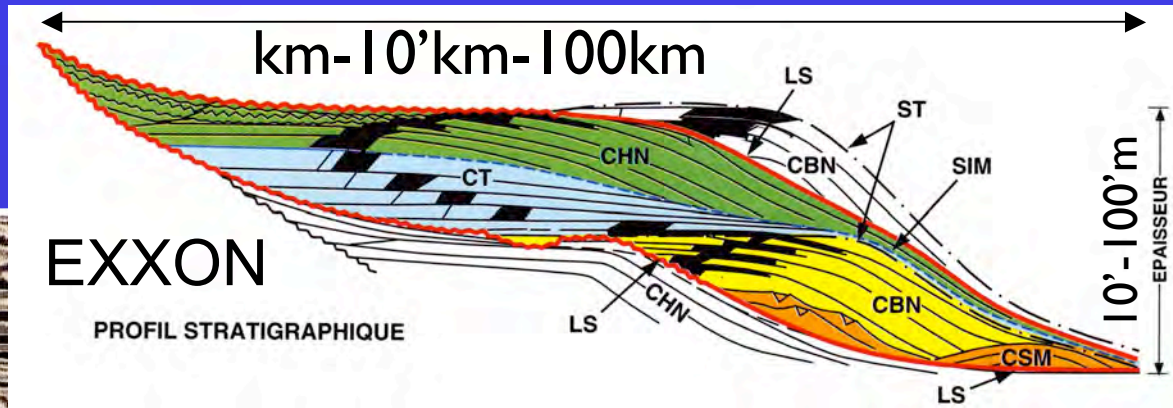 km-10'km-100km
LS
ST
CHN
CBN
SIM
CT
EXXON
CHN
CBN
LS
PROFIL STRATIGRAPHIQUE
CSM
LS
EPAISSEUR
10'-100'm